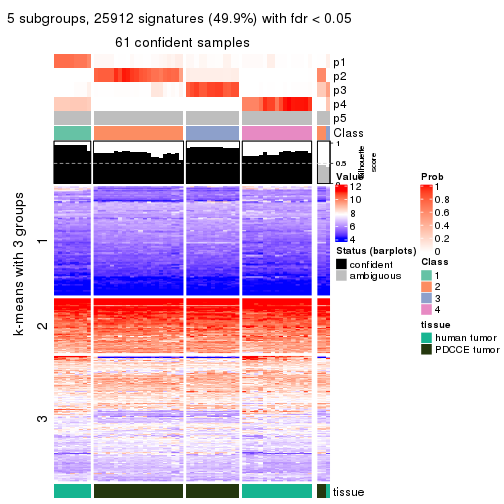 5 subgroups, 25912 signatures (49.9%) with fdr < 0.05
61 confident samples
p1
p2
p3
p4
p5
Class
1
0.5
0
Silhouette
score
k-means with 3 groups
1
2
3
tissue
Value
12
10
8
6
4
Status (barplots)
confident
ambiguous
Prob
1
0.8
0.6
0.4
0.2
0
Class
1
2
3
4
tissue
human tumor
PDCCE tumor